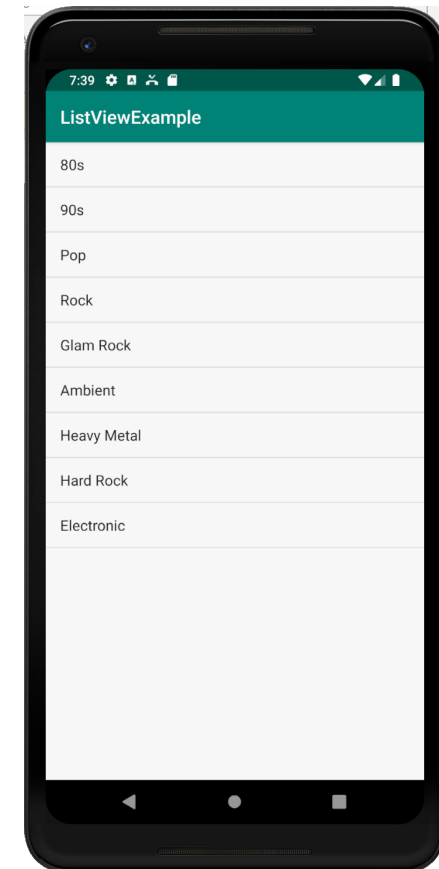 7:39
ListViewExample
80s
90s
Pop
Rock
Glam Rock
Ambient
Heavy Metal
Hard Rock
Electronic